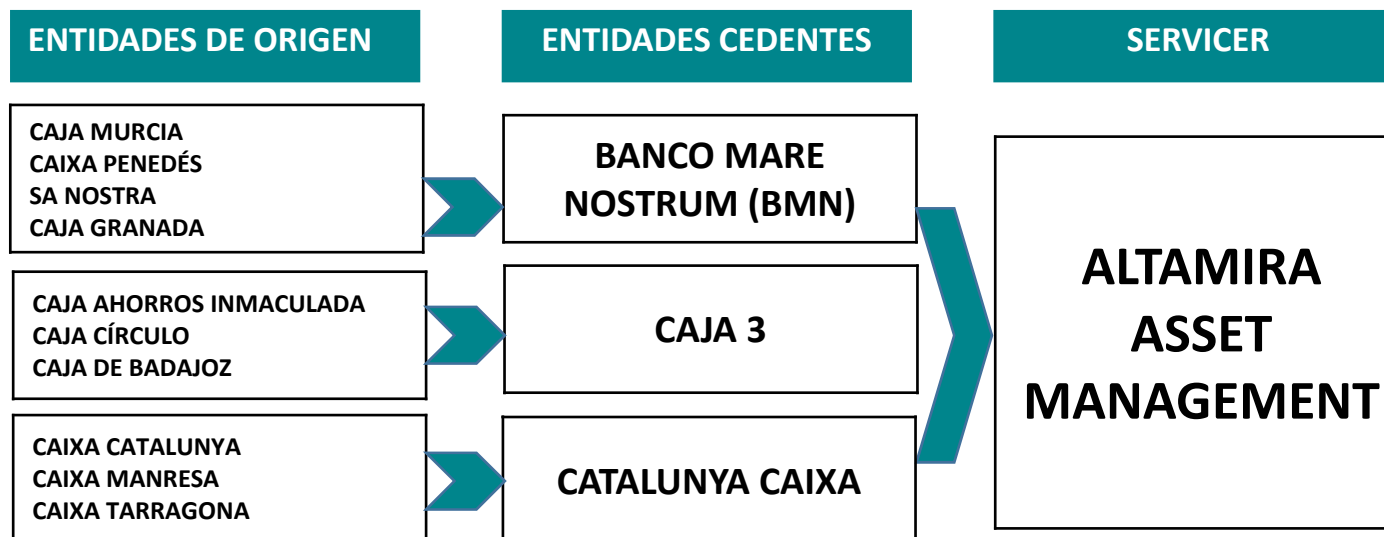 ENTIDADES DE ORIGEN
ENTIDADES CEDENTES
SERVICER
CAJA MURCIA
CAIXA PENEDÉS
SA NOSTRA
CAJA GRANADA
BANCO MARE
NOSTRUM (BMN)
CAJA AHORROS INMACULADA
CAJA CÍRCULO
CAJA DE BADAJOZ
CAJA 3
CAIXA CATALUNYA
CAIXA MANRESA
CAIXA TARRAGONA
CATALUNYA CAIXA
ALTAMIRA
ASSET
MANAGEMENT